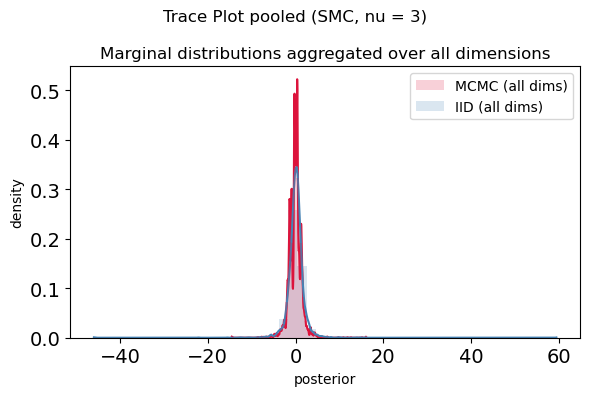 Trace Plot pooled (SMC, nu = 3)
Marginal distributions aggregated over all dimensions
MCMC (all dims)
IID (all dims)
density
0.5
0.4
0.3
0.2
0.1
0.0
−40
−20
0
20
40
60
posterior